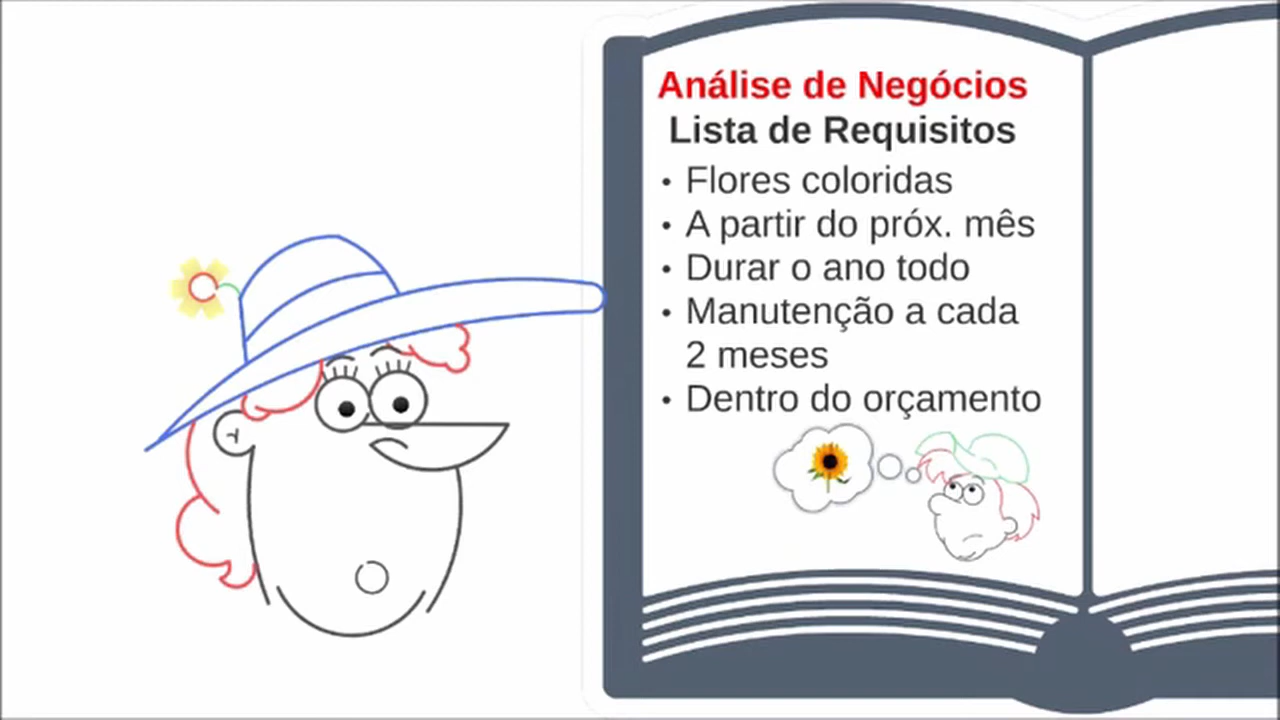 Análise de Negócios
Lista de Requisitos
• Flores coloridas
• A partir do próx. mês
• Durar o ano todo
• Manutenção a cada
2 meses
• Dentro do orçamento